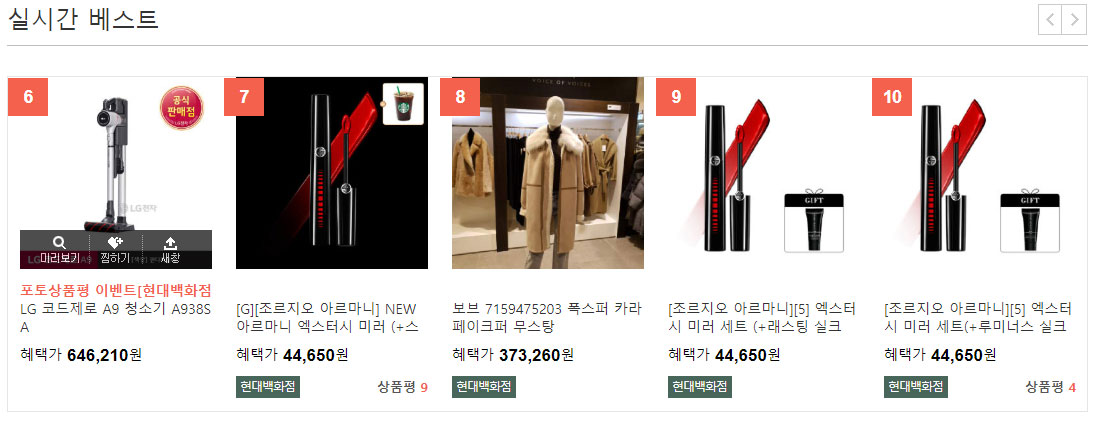 실시간 베스트
6
공식
판매점
LG전자
미리보기
찜하기
새창
포토상품평 이벤트[현대백화점
LG 코드제로 A9 청소기 A938S
A
혜택가 646,210원
7
[G][조르지오 아르마니] NEW
아르마니 엑스터시 미러 (+스
혜택가 44,650원
현대백화점
상품평 9
8
VOICE OF VOICES
보브 7159475203 폭스퍼 카라
페이크퍼 무스탕
혜택가 373,260원
현대백화점
9
GIFT
[조르지오 아르마니][5] 엑스터
시 미러 세트 (+래스팅 실크
혜택가 44,650원
현대백화점
10
GIFT
[조르지오 아르마니][5] 엑스터
시 미러 세트(+루미너스 실크
혜택가 44,650원
현대백화점
상품평 4